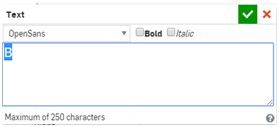 Text
OpenSans Bold Italic
B
Maximum of 250 characters